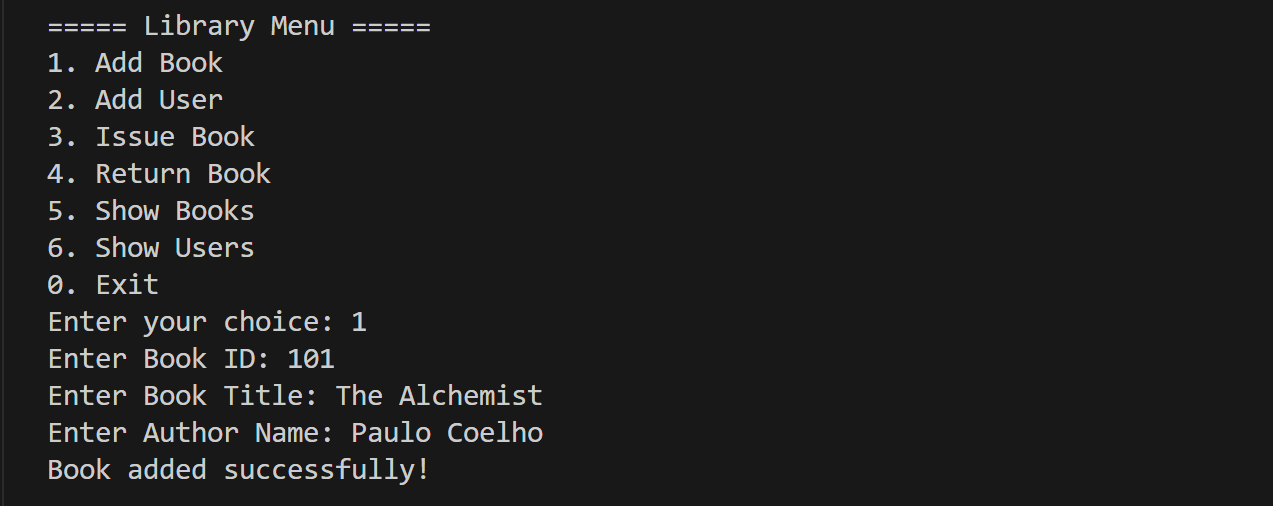 ===== Library Menu =====
1. Add Book
2. Add User
3. Issue Book
4. Return Book
5. Show Books
6. Show Users
0. Exit
Enter your choice: 1
Enter Book ID: 101
Enter Book Title: The Alchemist
Enter Author Name: Paulo Coelho
Book added successfully!